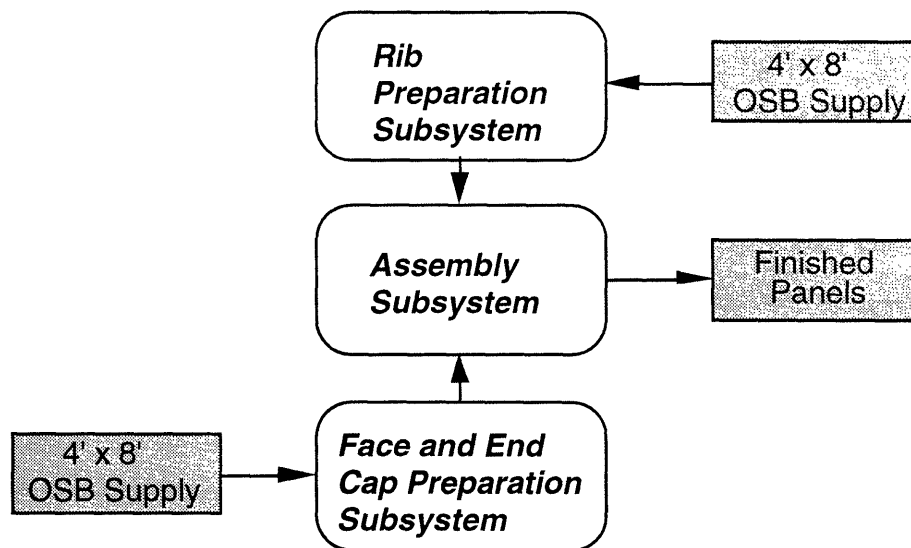 Rib
Preparation
Subsystem
4' x 8'
OSB Supply
Assembly
Subsystem
Finished
Panels
4' x 8'
OSB Supply
Face and End
Cap Preparation
Subsystem